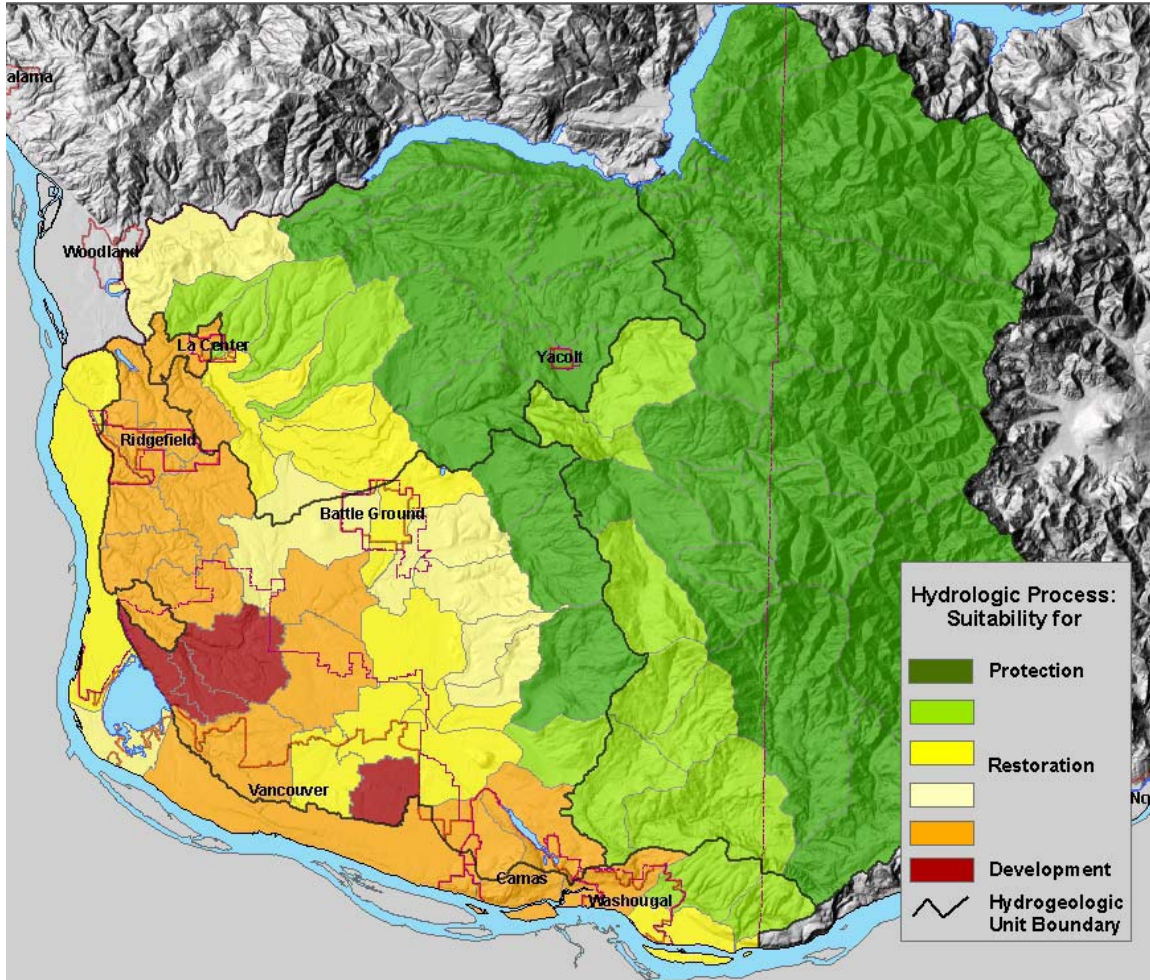 alama
Woodland
La Center
Yacolt
Ridgefield
Battle Ground
Vancouver
Camas
Washougal
No
Hydrologic Process:
Suitability for
Protection
Restoration
Development
Hydrogeologic
Unit Boundary